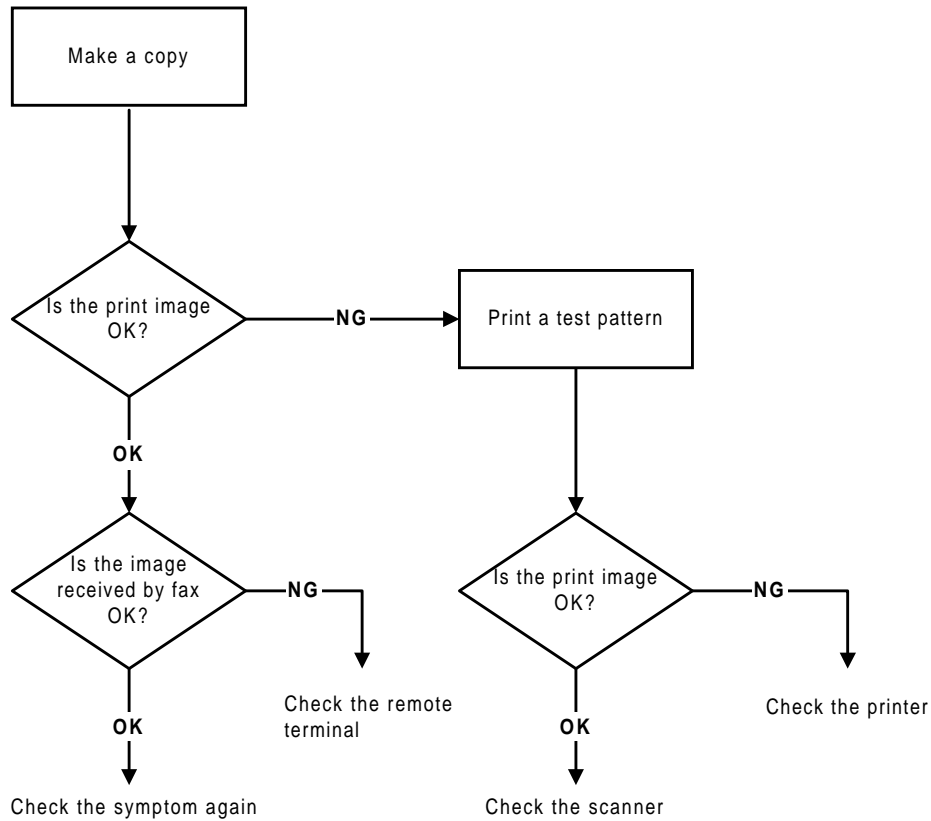 Make a copy
Is the print image
OK?
NG
Print a test pattern
OK
Is the image
received by fax
OK?
NG
Check the remote
terminal
OK
Check the symptom again
Is the print image
OK?
NG
Check the printer
OK
Check the scanner